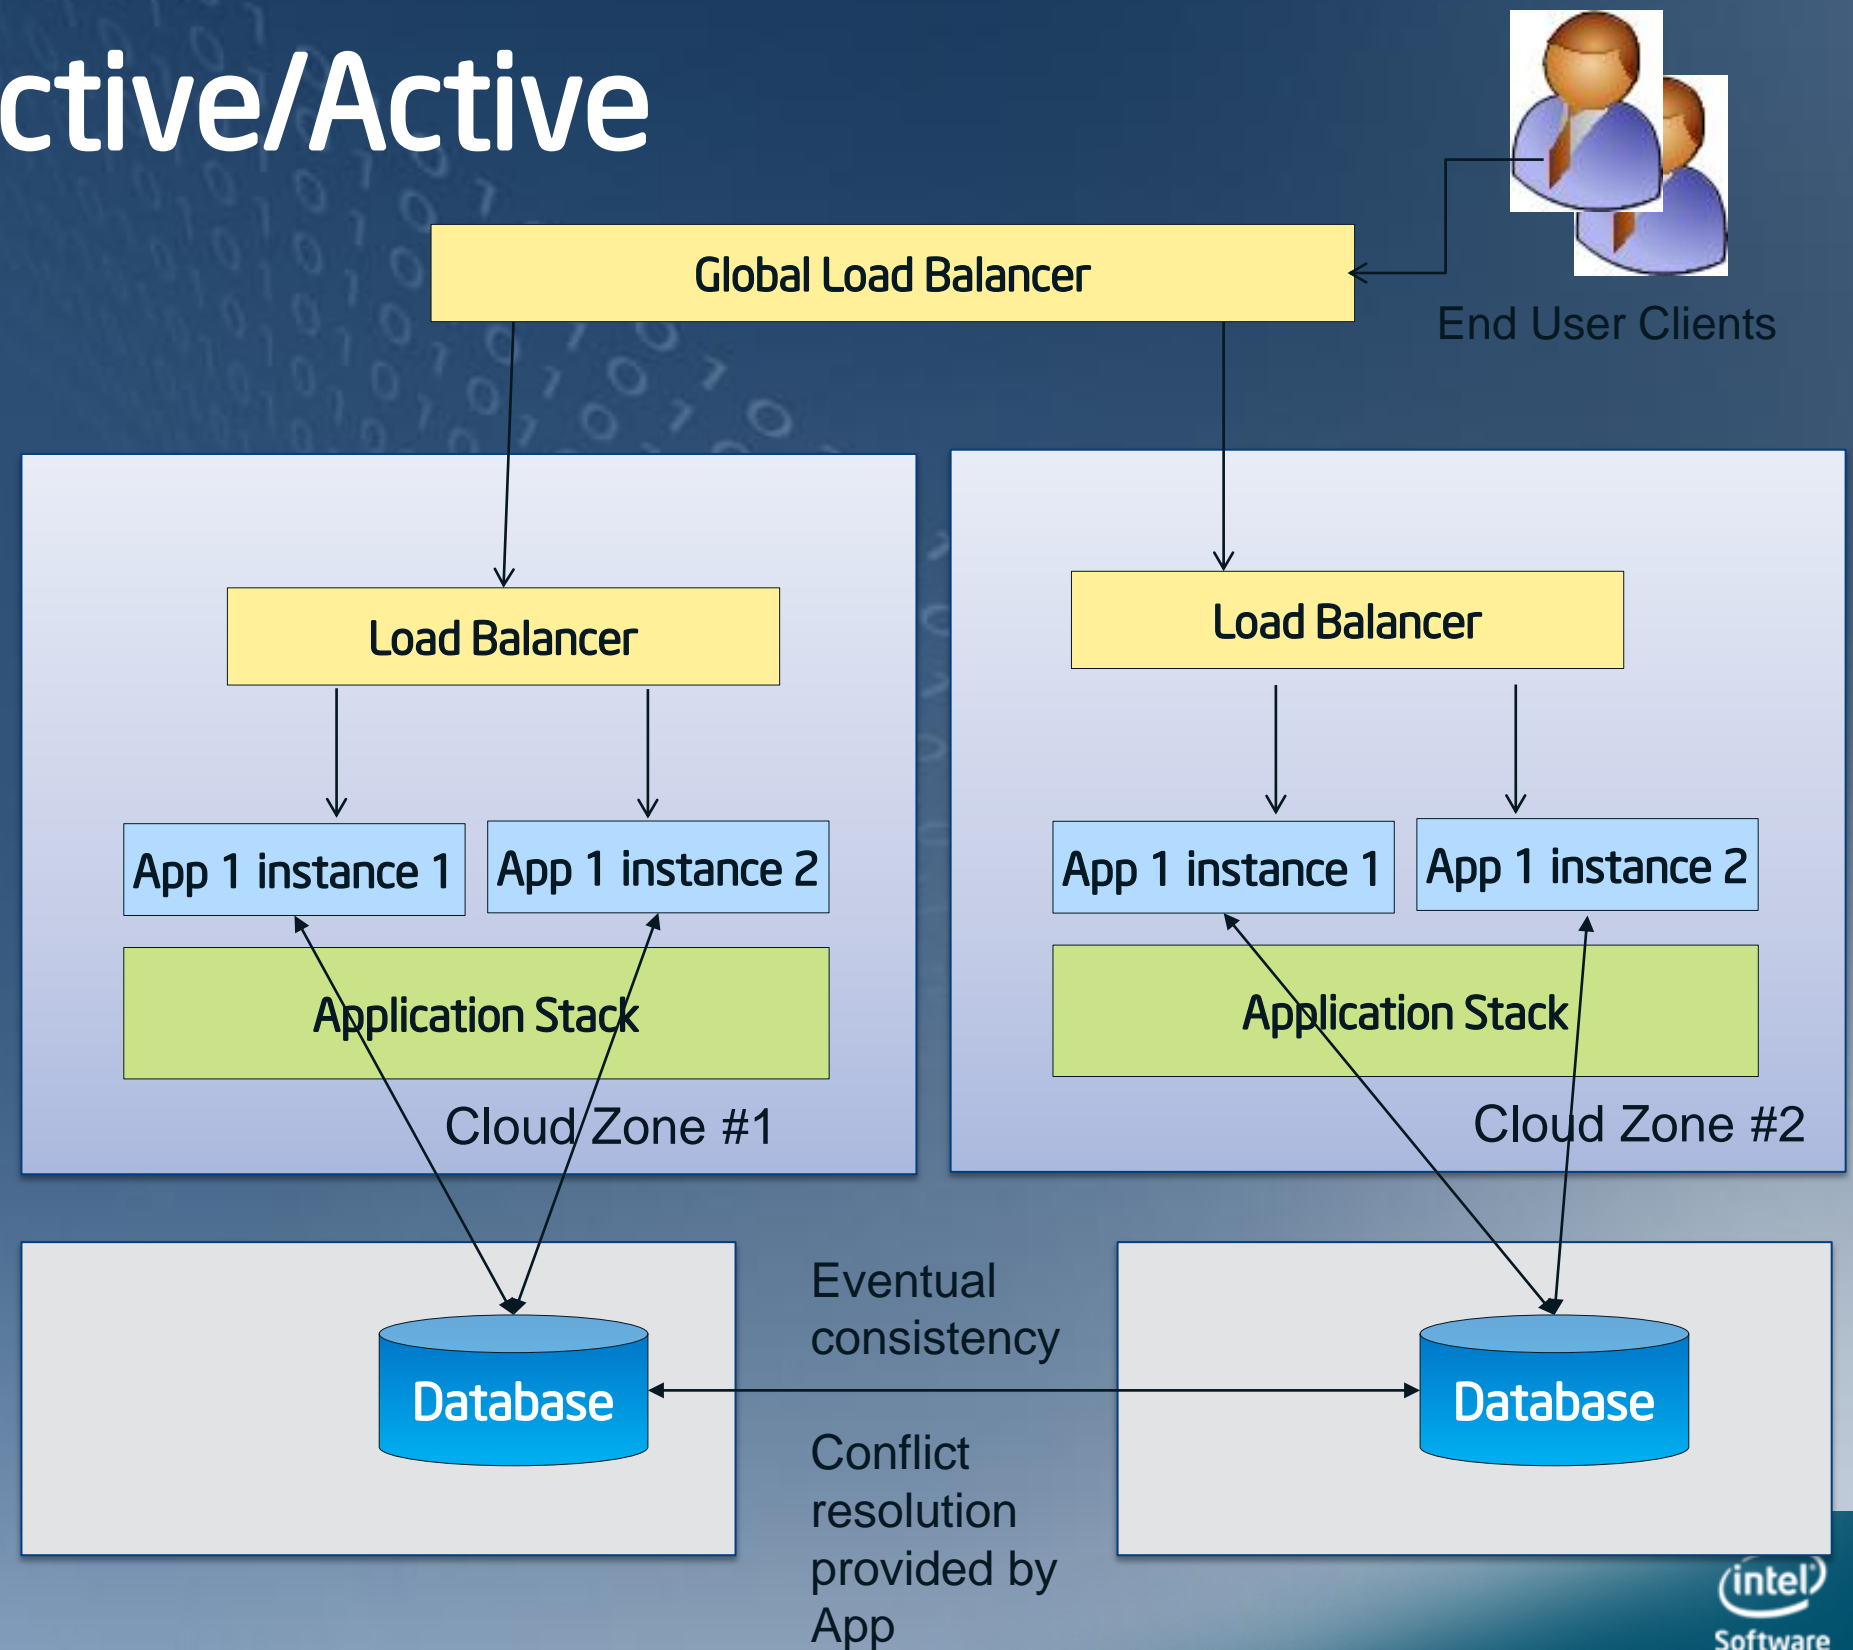 ctive/Active
Global Load Balancer
End User Clients
Load Balancer
Load Balancer
App 1 instance 1
App 1 instance 2
App 1 instance 1
App 1 instance 2
Application Stack
Application Stack
Cloud Zone #1
Cloud Zone #2
Eventual
consistency
Database
Database
Conflict
resolution
provided by
App
intel
Software